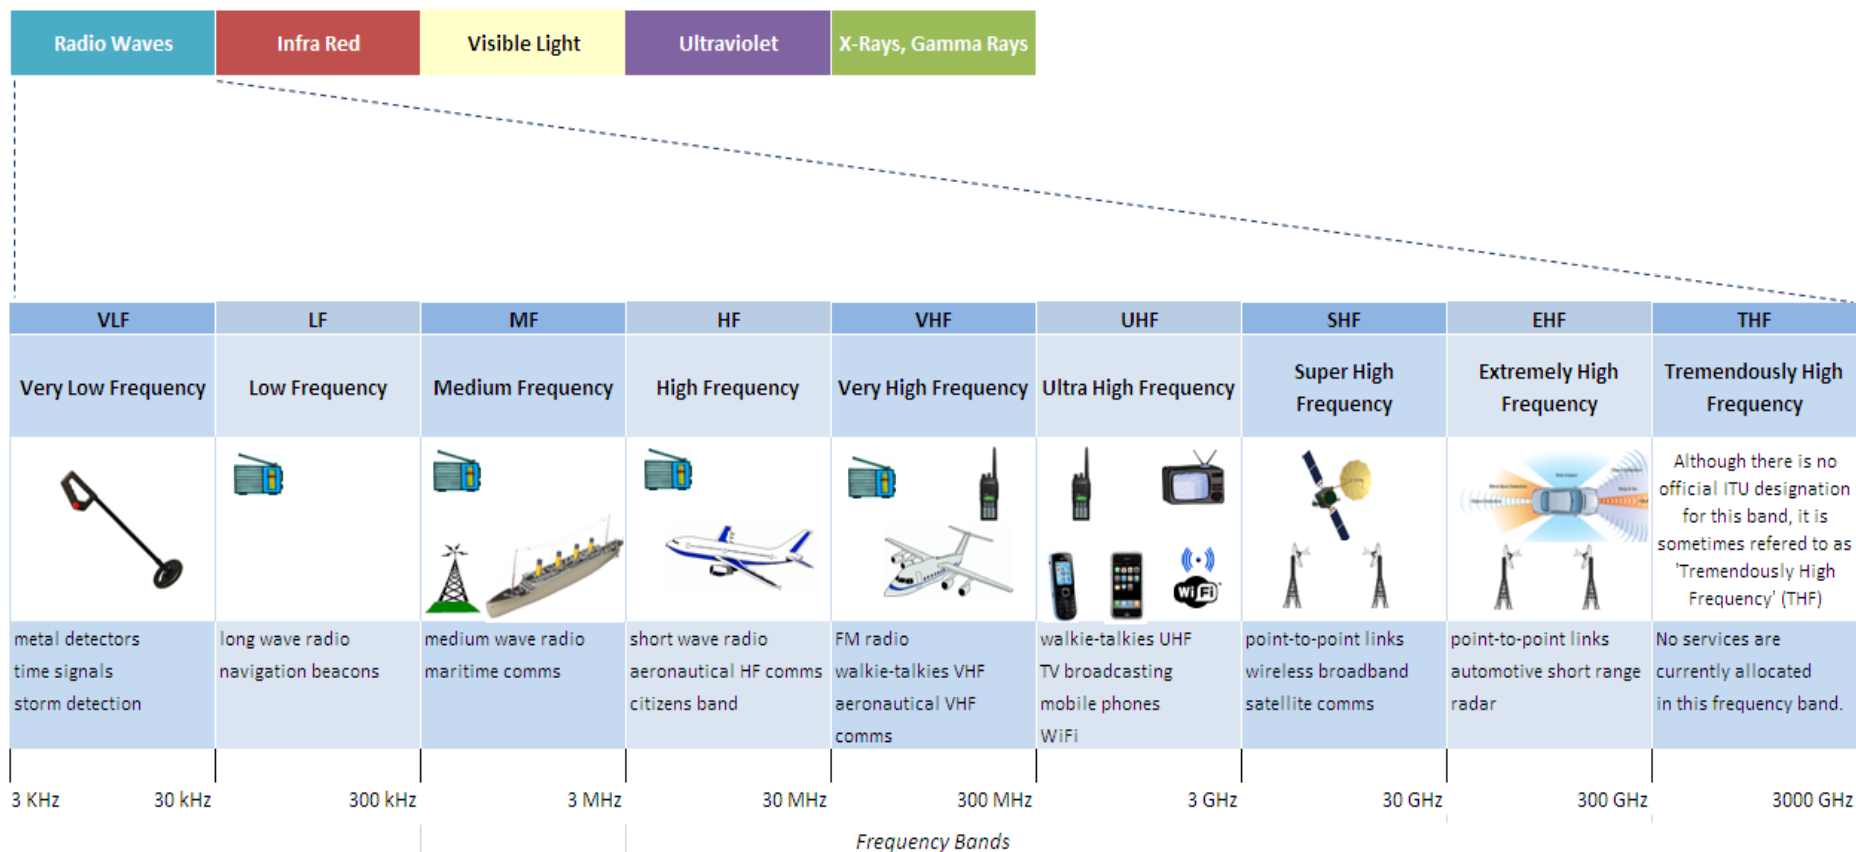 Radio Waves
Infra Red
Visible Light
Ultraviolet
X-Rays, Gamma Rays
VLF
LF
MF
HF
VHF
UHF
SHF
EHF
THF
Very Low Frequency
Low Frequency
Medium Frequency
High Frequency
Very High Frequency
Ultra High Frequency
Super High
Frequency
Extremely High
Frequency
Tremendously High
Frequency
WiFi
Although there is no
official ITU designation
for this band, it is
sometimes refered to as
'Tremendously High
Frequency' (THF)
metal detectors
time signals
storm detection
long wave radio
navigation beacons
medium wave radio
maritime comms
short wave radio
aeronautical HF comms
citizens band
FM radio
walkie-talkies VHF
aeronautical VHF
comms
walkie-talkies UHF
TV broadcasting
mobile phones
WiFi
point-to-point links
wireless broadband
satellite comms
point-to-point links
automotive short range
radar
No services are
currently allocated
in this frequency band.
3 KHz
30 kHz
300 kHz
3 MHz
30 MHz
300 MHz
3 GHz
30 GHz
300 GHz
3000 GHz
Frequency Bands